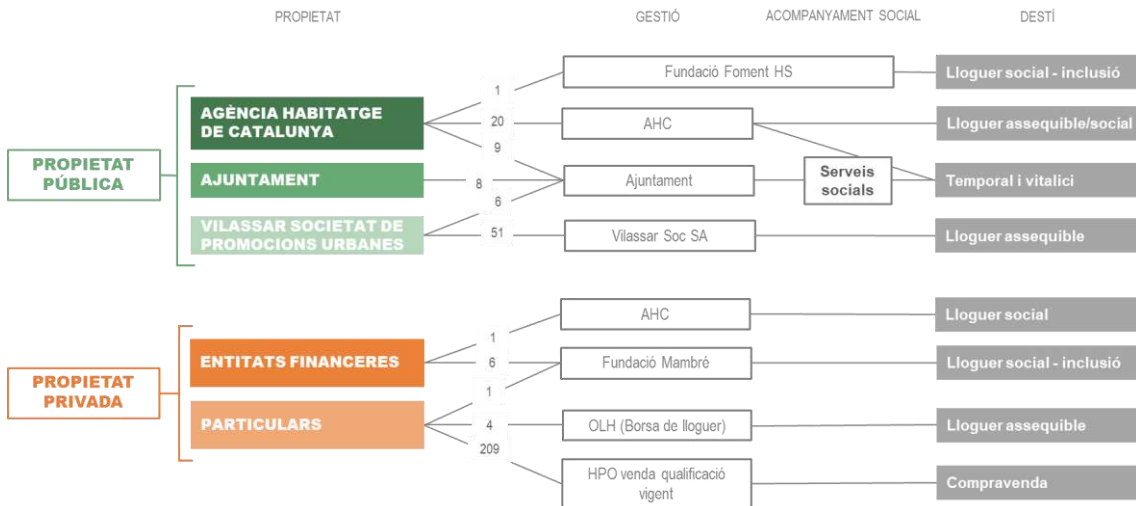 PROPIETAT GESTIÓ ACOMPANYAMENT SOCIAL DESTÍ
PROPIETAT
PÚBLICA
AGÈNCIA HABITATGE
DE CATALUNYA
AJUNTAMENT
VILASSAR SOCIETAT DE
PROMOCIONS URBANES
1
20
9
8
6
51
Fundació Foment HS
AHC
Ajuntament
Vilassar Soc SA
Serveis
socials
Lloguer social - inclusió
Lloguer assequible/social
Temporal i vitalici
Lloguer assequible
PROPIETAT
PRIVADA
ENTITATS FINANCERES
PARTICULARS
1
6
1
4
209
AHC
Fundació Mambré
OLH (Borsa de lloguer)
HPO venda qualificació
vigent
Lloguer social
Lloguer social - inclusió
Lloguer assequible
Compravenda